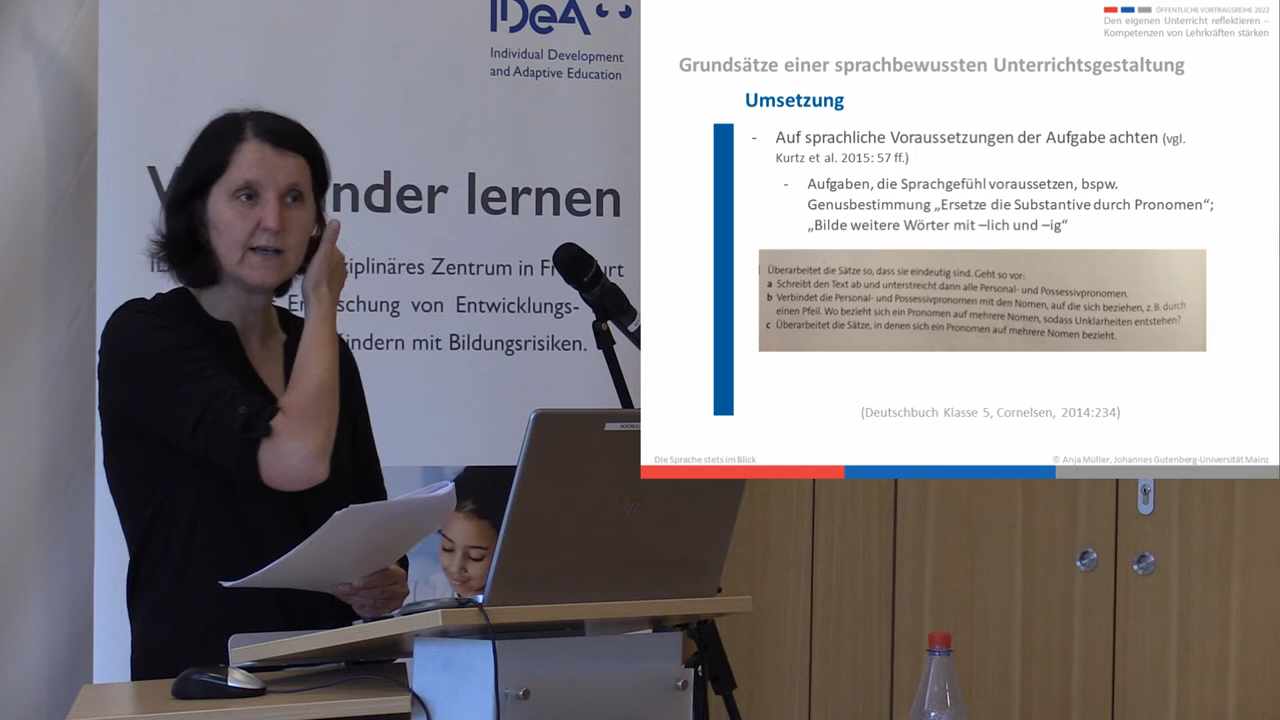 IDeA
Individual Development
and Adaptive Education
nder lernen
disziplinäres Zentrum in Fr furt
schung von Entwicklungs-
indern mit Bildungsrisiken.
ÖFFENTLICHE VORTRAGSREIHE 2022
Den eigenen Unterricht reflektieren –
Kompetenzen von Lehrkräften stärken
Grundsätze einer sprachbewussten Unterrichtsgestaltung
Umsetzung
- Auf sprachliche Voraussetzungen der Aufgabe achten (vgl.
Kurtz et al. 2015: 57 ff.)
- Aufgaben, die Sprachgefühl voraussetzen, bspw.
Genusbestimmung „Ersetze die Substantive durch Pronomen“;
„Bilde weitere Wörter mit –lich und –ig“
Überarbeitet die Sätze so, dass sie eindeutig sind. Geht so vor:
a Schreibt den Text ab und unterstreicht dann alle Personal- und Possessivpronomen.
b Verbindet die Personal- und Possessivpronomen mit den Nomen, auf die sich beziehen, z. B. durch
einen Pfeil. Wo bezieht sich ein Pronomen auf mehrere Nomen, sodass Unklarheiten entstehen?
c Überarbeitet die Sätze, in denen sich ein Pronomen auf mehrere Nomen bezieht.
(Deutschbuch Klasse 5, Cornelsen, 2014:234)
Die Sprache stets im Blick
© Anja Müller, Johannes Gutenberg-Universität Mainz
hp